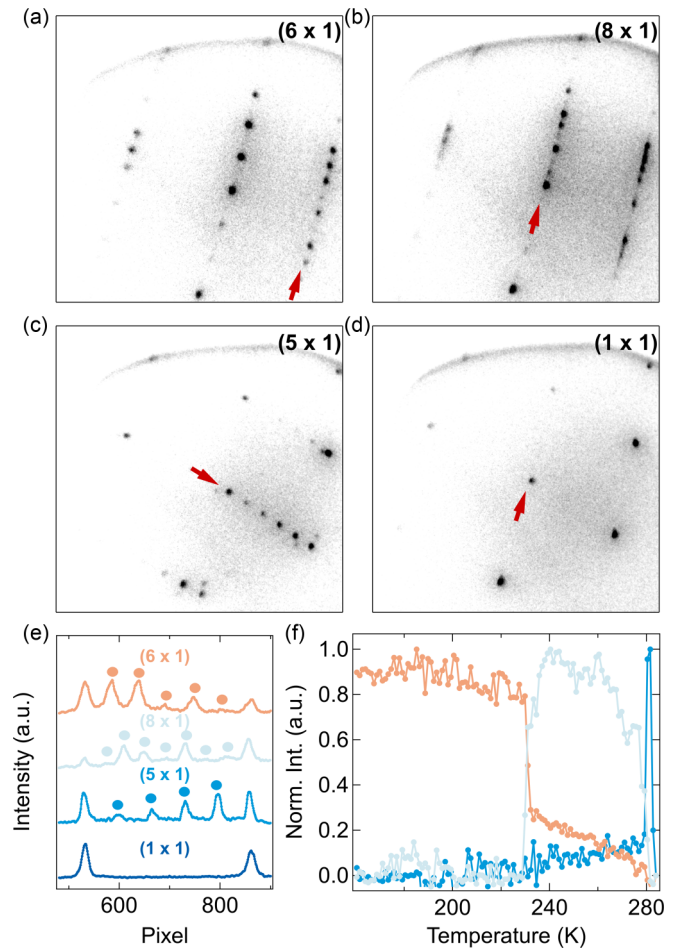 (a)
(6 x 1)
(b)
(8 x 1)
(c)
(5 x 1)
(d)
(1 x 1)
(e)
(6 x 1)
(8 x 1)
(5 x 1)
(1 x 1)
Intensity (a.u.)
600
800
Pixel
(f)
Norm. Int. (a.u.)
1.0
0.8
0.6
0.4
0.2
0.0
200
240
280
Temperature (K)